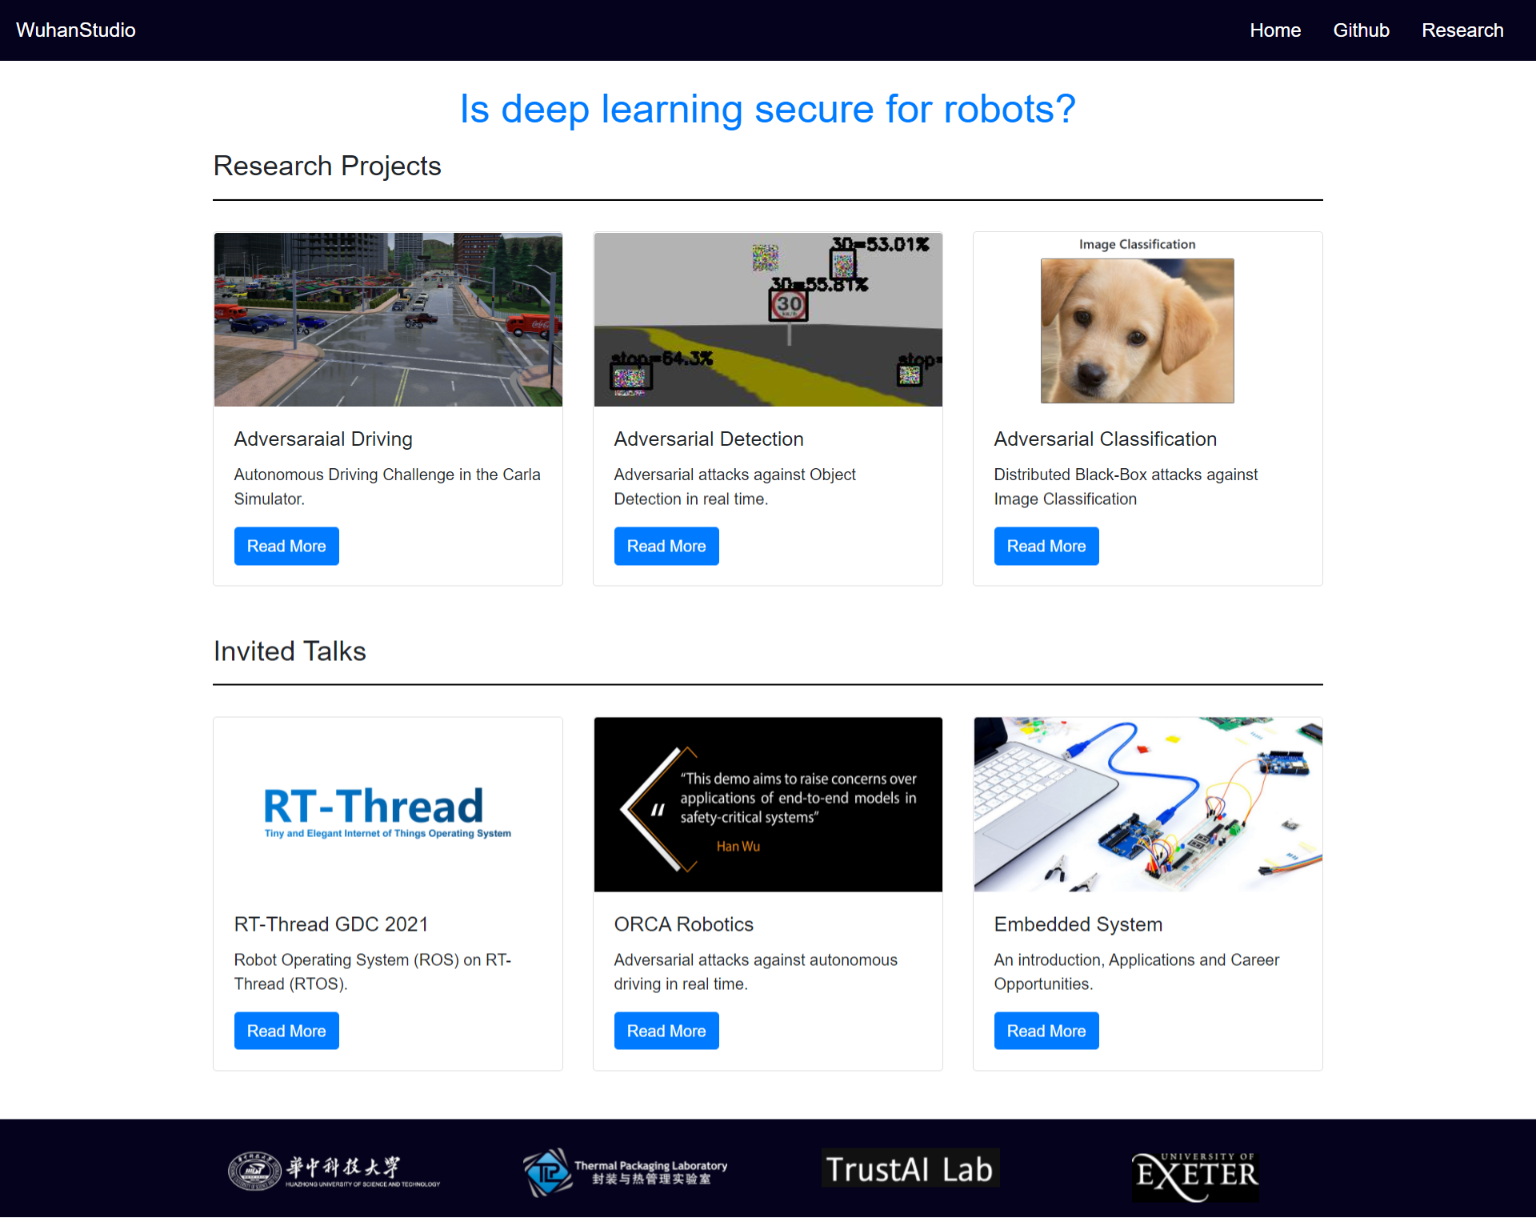 WuhanStudio
Home
Github
Research
Is deep learning secure for robots?
Research Projects
30=53.01%
30=55.81%
30
stop=64.3%
stop=
Image Classification
Adversaraial Driving
Autonomous Driving Challenge in the Carla
Simulator.
Read More
Adversarial Detection
Adversarial attacks against Object
Detection in real time.
Read More
Adversarial Classification
Distributed Black-Box attacks against
Image Classification
Read More
Invited Talks
RT-Thread
Tiny and Elegant Internet of Things Operating System
“This demo aims to raise concerns over
applications of end-to-end models in
safety-critical systems”
Han Wu
RT-Thread GDC 2021
Robot Operating System (ROS) on RT-
Thread (RTOS).
Read More
ORCA Robotics
Adversarial attacks against autonomous
driving in real time.
Read More
Embedded System
An introduction, Applications and Career
Opportunities.
Read More
華中科技大學
HUAZHONG UNIVERSITY OF SCIENCE AND TECHNOLOGY
Thermal Packaging Laboratory
封装与热管理实验室
TrustAI Lab
UNIVERSITY OF
EXETER